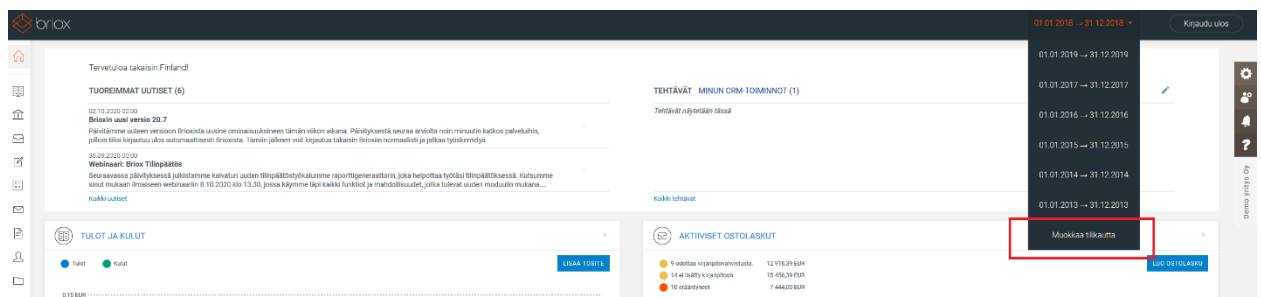 briox
01.01.2018 → 31.12.2018
Kirjaudu ulos
Tervetuloa takaisin Finland!
TUOREIMMAT UUTISET (6)
02.10.2020 00:00
Brioxin uusi versio 20.7
Päivitämme uuteen versioon Brioxista uusine ominaisuuksineen tämän viikon aikana. Päivityksestä seuraa arviolta noin minuutin katkos palveluihin,
jolloin tilisi kirjautuu ulos automaattisesti Brioxista. Tämän jälkeen voit kirjautua takaisin Brioxiin normaalisti ja jatkaa työskentelyä
30.09.2020 00:00
Webinaari: Briox Tilinpäätös
Seuraavassa päivityksessä julkistamme kaivatun uuden tilinpäätöstyökalumme raporttigeneraattorin, joka helpottaa työtäsi tilinpäätöksessä. Kutsumme
sinut mukaan ilmaiseen webinaariin 8.10.2020 klo 13.30, jossa käymme läpi kaikki funktiot ja mahdollisuudet, jotka tulevat uuden moduulin mukana....
Kaikki uutiset
TEHTÄVÄT MINUN CRM-TOIMINNOT (1)
Tehtävät näytetään tässä
Kaikki tehtävät
01.01.2019 → 31.12.2019
01.01.2017 → 31.12.2017
01.01.2016 → 31.12.2016
01.01.2015 → 31.12.2015
01.01.2014 → 31.12.2014
01.01.2013 → 31.12.2013
Muokkaa tilikautta
Demo yritys Oy
TULOT JA KULUT
Tulot
Kulut
LISÄÄ TOSITE
0.15 EUR
AKTIIVISET OSTOLASKUT
9 odottaa kirjanpitovahvistusta. 12 916,39 EUR
14 ei lisätty kirjanpitoon 15 456,39 EUR
10 erääntyneet 7 444,00 EUR
LUO OSTOLASKU